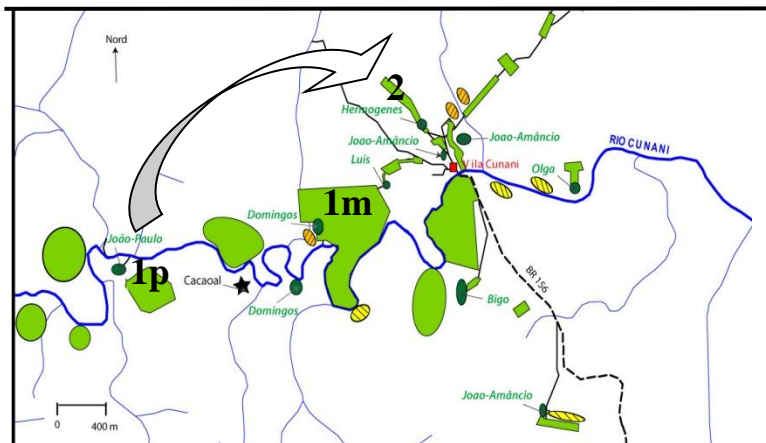 Nord
2
Hermogenes
Joao-Amâncio
Joao-Amâncio
RIO CUNANI
Vila Cunani
Luis
Olga
1m
Domingos
João-Paulo
1p
Cacaoal
Domingos
BR 156
Bigo
Joao-Amâncio
0 400 m